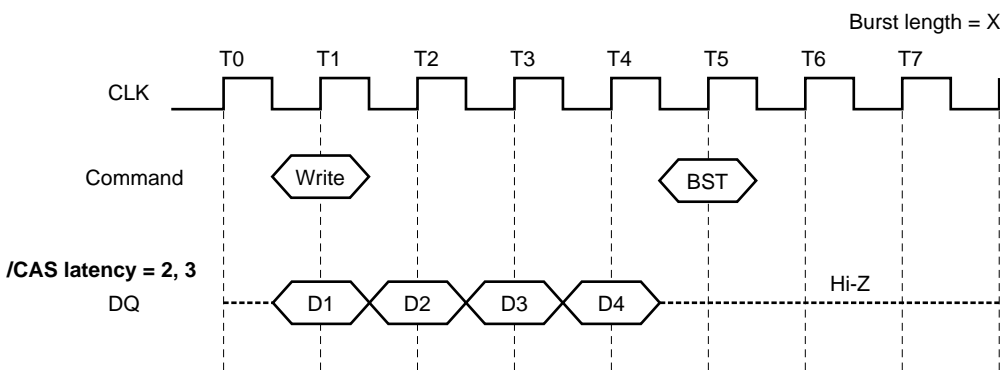 Burst length = X
T0 T1 T2 T3 T4 T5 T6 T7
CLK
Command Write BST
/CAS latency = 2, 3
DQ D1 D2 D3 D4 Hi-Z